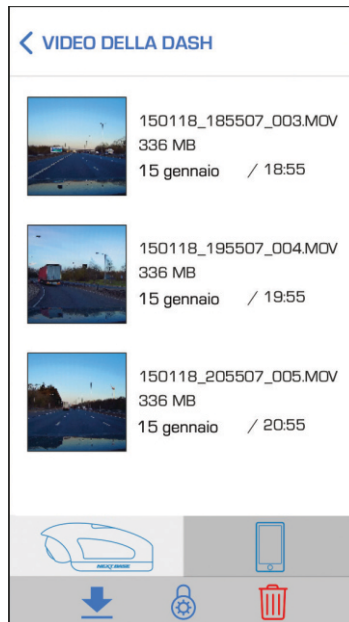 VIDEO DELLA DASH
150118_185507_003.MOV
336 MB
15 gennaio / 18:55
150118_195507_004.MOV
336 MB
15 gennaio / 19:55
150118_205507_005.MOV
336 MB
15 gennaio / 20:55
NEXTBASE